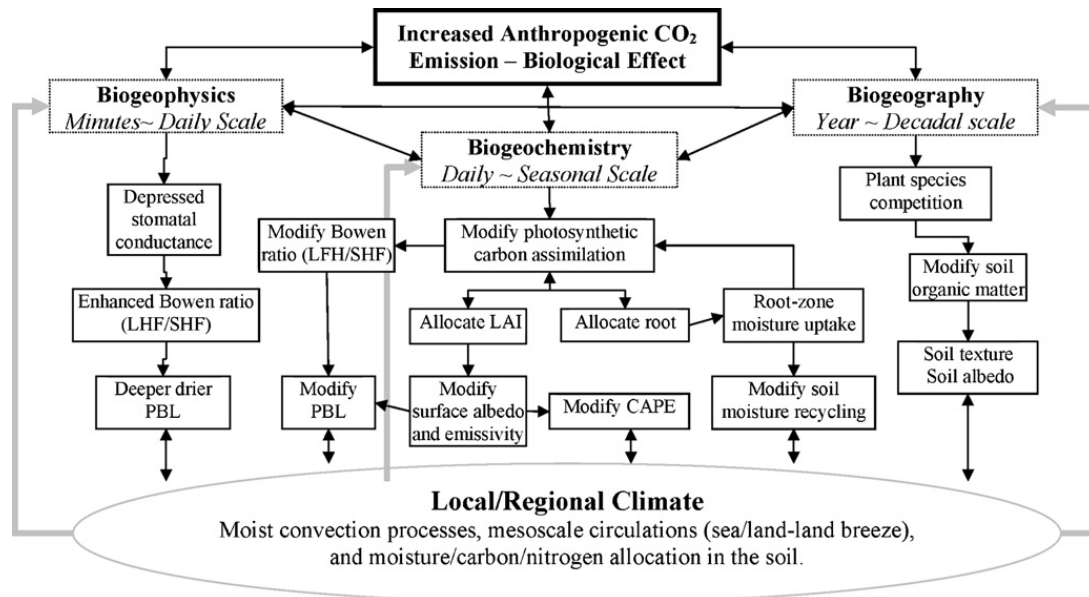 Increased Anthropogenic CO₂
Emission – Biological Effect
Biogeophysics
Minutes~ Daily Scale
Biogeography
Year ~ Decadal scale
Biogeochemistry
Daily ~ Seasonal Scale
Depressed
stomatal
conductance
Enhanced Bowen ratio
(LHF/SHF)
Deeper drier
PBL
Modify Bowen
ratio (LFH/SHF)
Modify
PBL
Modify photosynthetic
carbon assimilation
Allocate LAI
Allocate root
Modify
surface albedo
and emissivity
Modify CAPE
Root-zone
moisture uptake
Modify soil
moisture recycling
Plant species
competition
Modify soil
organic matter
Soil texture
Soil albedo
Local/Regional Climate
Moist convection processes, mesoscale circulations (sea/land-land breeze),
and moisture/carbon/nitrogen allocation in the soil.